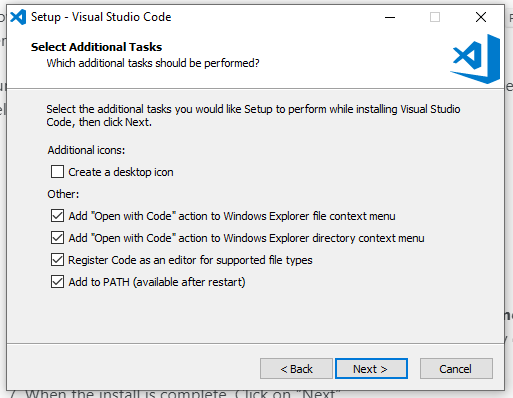 Setup - Visual Studio Code
Select Additional Tasks
Which additional tasks should be performed?
Select the additional tasks you would like Setup to perform while installing Visual Studio
Code, then click Next.
Additional icons:
Create a desktop icon
Other:
Add "Open with Code" action to Windows Explorer file context menu
Add "Open with Code" action to Windows Explorer directory context menu
Register Code as an editor for supported file types
Add to PATH (available after restart)
< Back
Next >
Cancel
7. When the install is complete, Click on "Next"